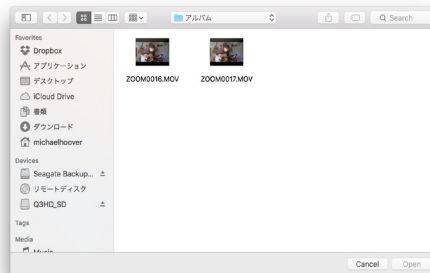 アルバム
Search
Favorites
Dropbox
アプリケーション
デスクトップ
iCloud Drive
書類
ダウンロード
michaelhoover
Devices
Seagate Backup...
リモートディスク
Q3HD_SD
Tags
Media
Music
ZOOM0016.MOV
ZOOM0017.MOV
Cancel
Open